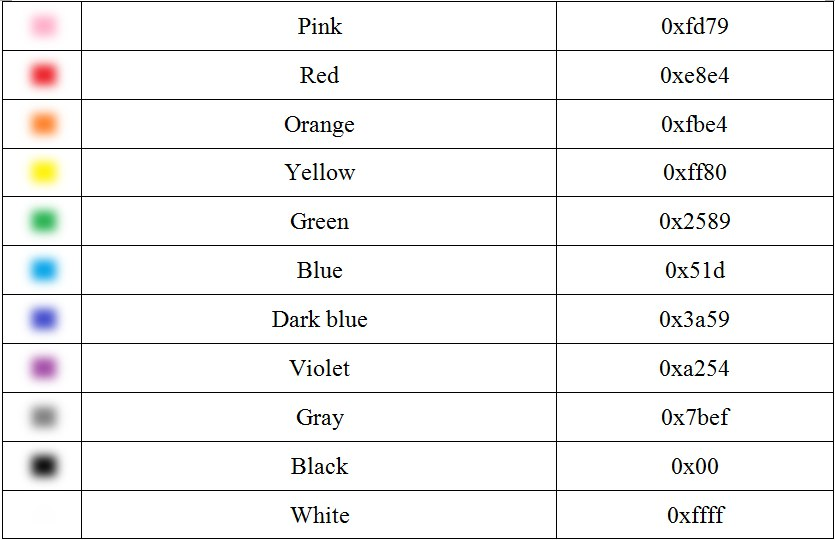 Pink 0xfd79
Red 0xe8e4
Orange 0xfbe4
Yellow 0xff80
Green 0x2589
Blue 0x51d
Dark blue 0x3a59
Violet 0xa254
Gray 0x7bef
Black 0x00
White 0xffff